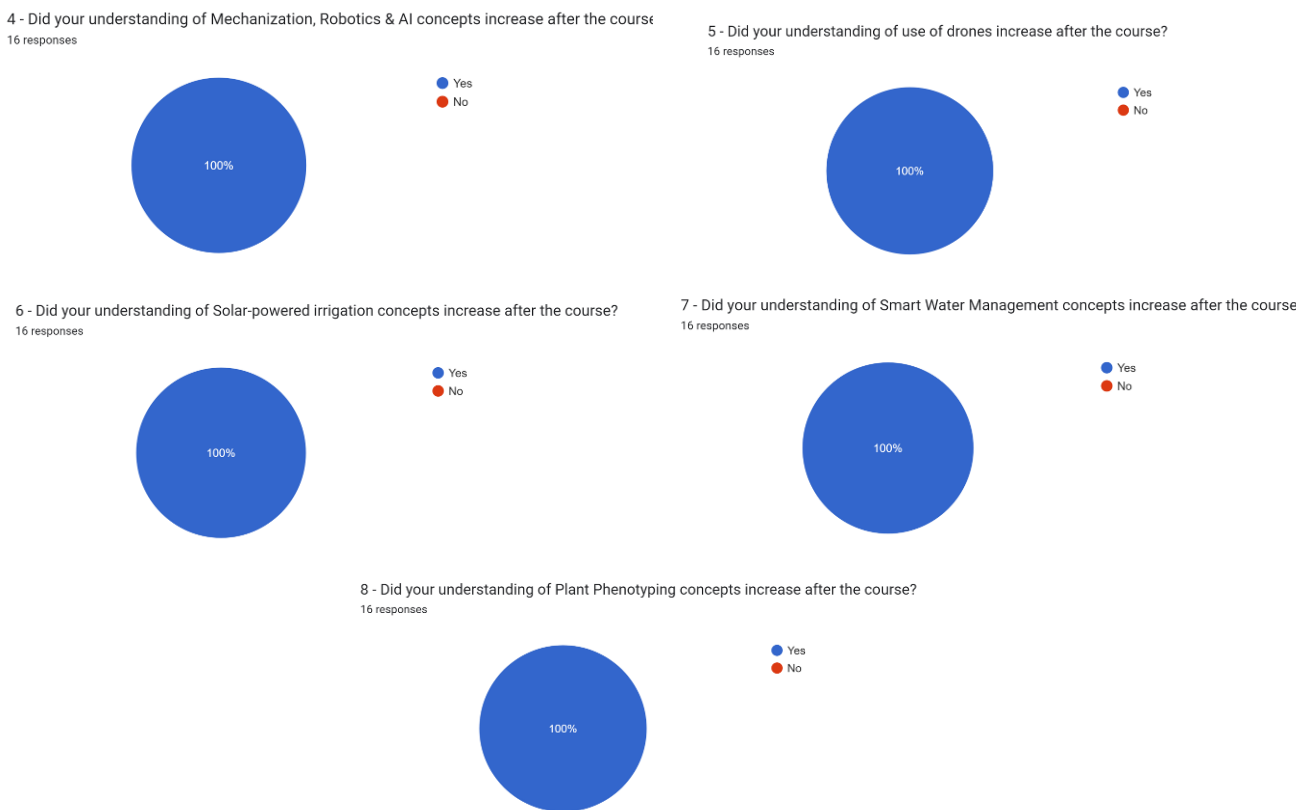 4 - Did your understanding of Mechanization, Robotics & AI concepts increase after the course
16 responses
Yes
No
100%
5 - Did your understanding of use of drones increase after the course?
16 responses
Yes
No
100%
6 - Did your understanding of Solar-powered irrigation concepts increase after the course?
16 responses
Yes
No
100%
7 - Did your understanding of Smart Water Management concepts increase after the course
16 responses
Yes
No
100%
8 - Did your understanding of Plant Phenotyping concepts increase after the course?
16 responses
Yes
No
100%